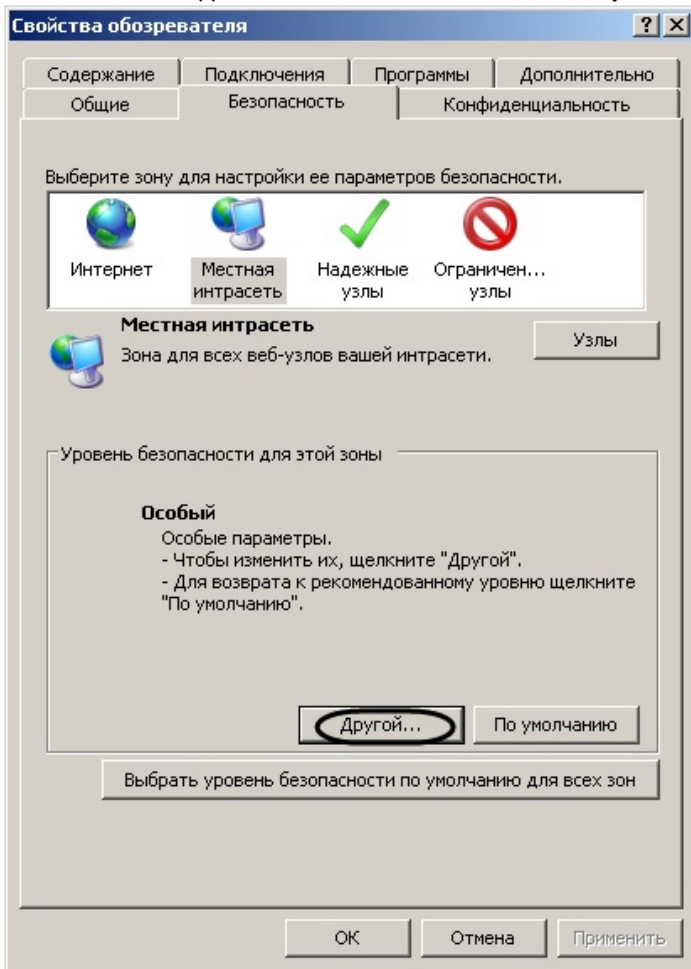 Свойства обозревателя
Содержание Подключения Программы Дополнительно
Общие Безопасность Конфиденциальность
Выберите зону для настройки ее параметров безопасности.
Интернет Местная интрасеть Надежные узлы Ограничен... узлы
Местная интрасеть
Зона для всех веб-узлов вашей интрасети.
Узлы
Уровень безопасности для этой зоны
Особый
Особые параметры.
- Чтобы изменить их, щелкните "Другой".
- Для возврата к рекомендованному уровню щелкните
"По умолчанию".
Другой... По умолчанию
Выбрать уровень безопасности по умолчанию для всех зон
ОК Отмена Применить